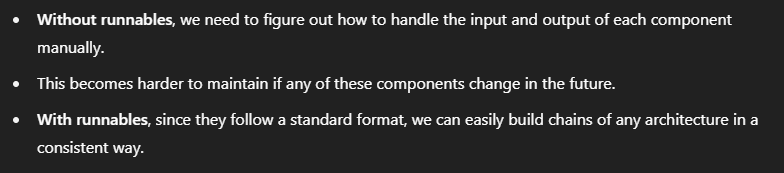 • Without runnables, we need to figure out how to handle the input and output of each component
manually.
• This becomes harder to maintain if any of these components change in the future.
• With runnables, since they follow a standard format, we can easily build chains of any architecture in a
consistent way.